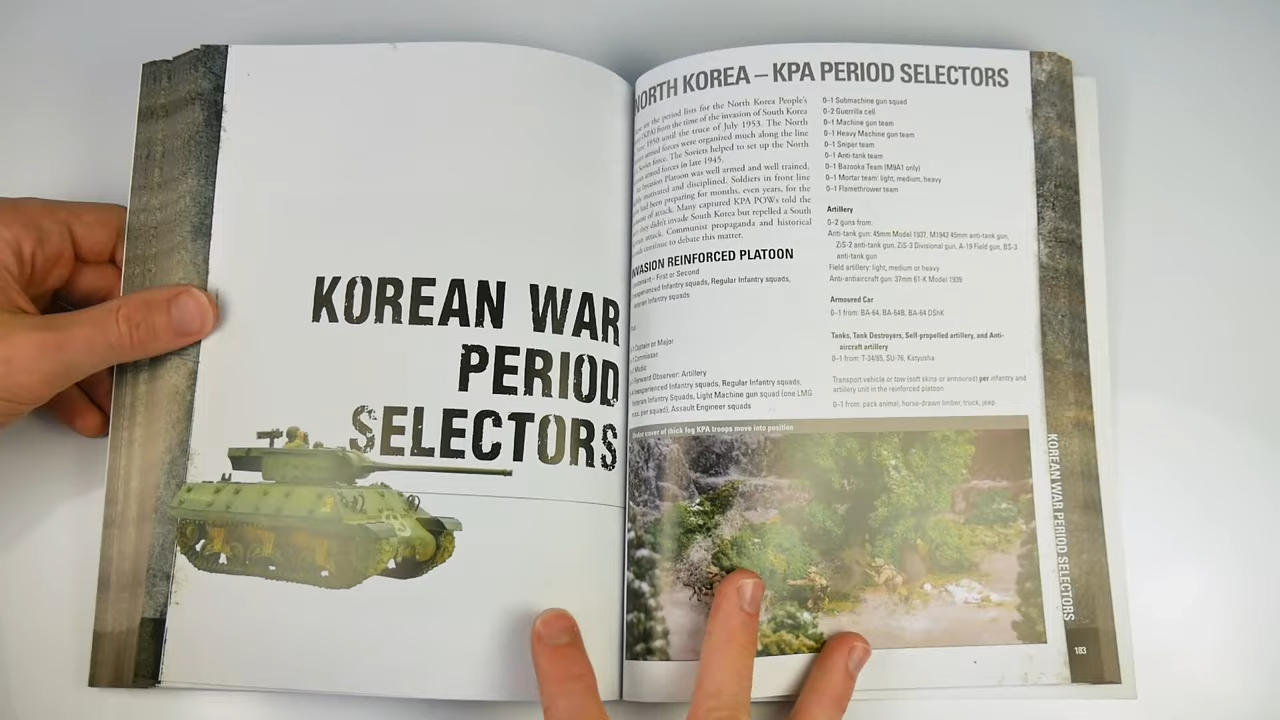 KOREAN WAR
PERIOD
SELECTORS
NORTH KOREA – KPA PERIOD SELECTORS
are the period lists for the North Korea People's
(KPA) from the time of the invasion of South Korea
1950 until the truce of July 1953. The North
armed forces were organized much along the line
Soviet force. The Soviets helped to set up the North
armed forces in late 1945.
Invasion Platoon was well armed and well trained,
motivated and disciplined. Soldiers in front line
had been preparing for months, even years, for the
of attack. Many captured KPA POWs told the
they didn't invade South Korea but repelled a South
attack. Communist propaganda and historical
continue to debate this matter.
INVASION REINFORCED PLATOON
– First or Second
Infantry squads, Regular Infantry squads,
Veteran Infantry squads
Captain or Major
Commissar
Medic
Forward Observer: Artillery
Inexperienced Infantry squads, Regular Infantry squads,
Veteran Infantry Squads, Light Machine gun squad (one LMG
max. per squad), Assault Engineer squads
0–1 Submachine gun squad
0–2 Guerrilla cell
0–1 Machine gun team
0–1 Heavy Machine gun team
0–1 Sniper team
0–1 Anti-tank team
0–1 Bazooka Team (M9A1 only)
0–1 Mortar team: light, medium, heavy
0–1 Flamethrower team
Artillery
0–2 guns from:
Anti-tank gun: 45mm Model 1937, M1942 45mm anti-tank gun,
ZiS-2 anti-tank gun, ZiS-3 Divisional gun, A-19 Field gun, BS-3
anti-tank gun
Field artillery: light, medium or heavy
Anti-antiaircraft gun: 37mm 61-K Model 1939
Armoured Car
0–1 from: BA-64, BA-64B, BA-64 DShK
Tanks, Tank Destroyers, Self-propelled artillery, and Anti-
aircraft artillery
0–1 from: T-34/85, SU-76, Katyusha
Transport vehicle or tow (soft skins or armoured) per infantry and
artillery unit in the reinforced platoon
0–1 from: pack animal, horse-drawn limber, truck, jeep
Under cover of thick fog KPA troops move into position
KOREAN WAR PERIOD SELECTORS
183